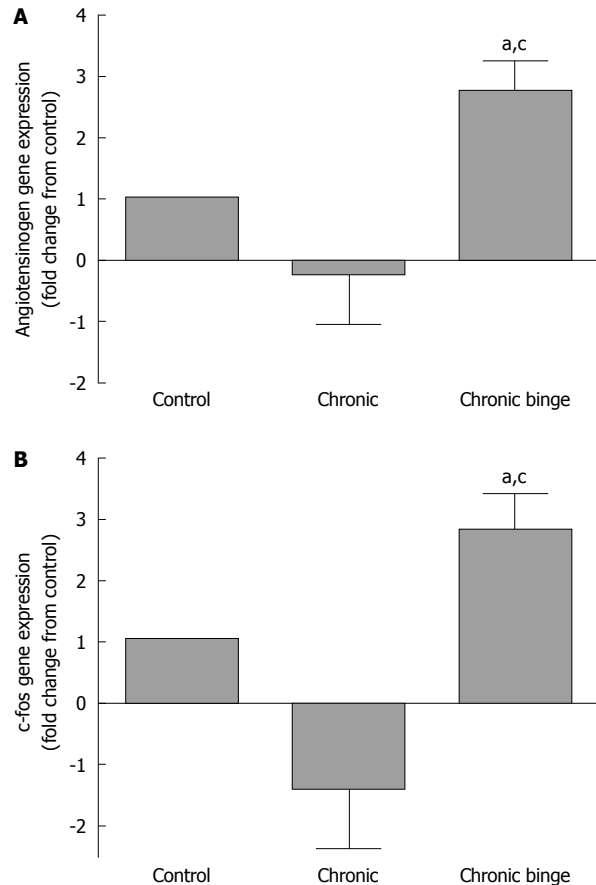 A
Angiotensinogen gene expression
(fold change from control)
4
3
2
1
0
-1
-2
a,c
Control Chronic Chronic binge
B
c-fos gene expression
(fold change from control)
4
3
2
1
0
-1
-2
a,c
Control Chronic Chronic binge